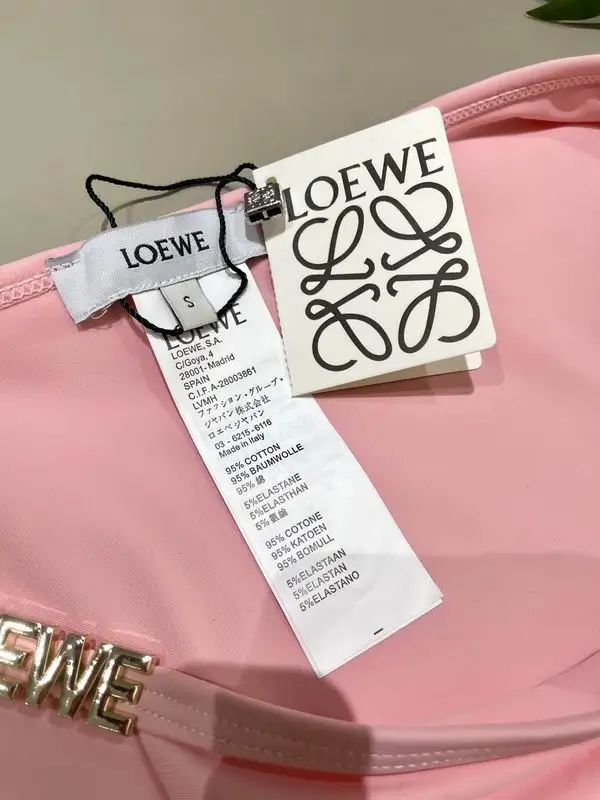 LOEWE
LOEWE
S
LOEWE
LOEWE, S.A.
C/Goya, 4
28001-Madrid
SPAIN
C.I.F. A-28003861
LVMH
ファッション・グループ・
ジャパン株式会社
ロエベジャパン
03 - 6215-6116
Made in Italy
95% COTTON
95% BAUMWOLLE
95% 綿
5%ELASTANE
5%ELASTHAN
5% 氨綸
95% COTONE
95% KATOEN
95% BOMULL
5%ELASTAAN
5%ELASTAN
5%ELASTANO
EWE